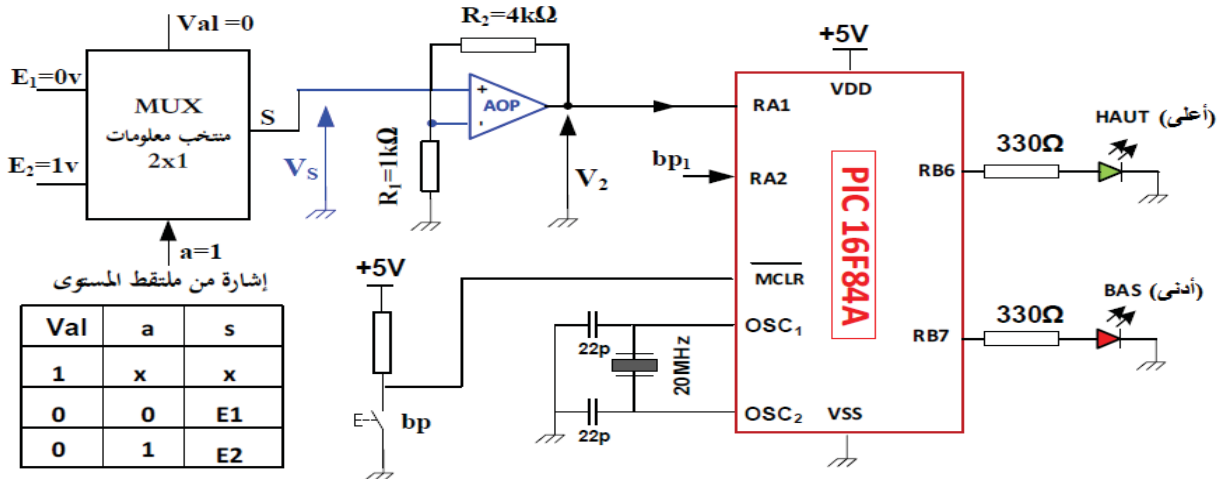 Val =0
E1=0v
E2=1v
MUX
منتخب معلومات
2x1
S
a=1
إشارة من ملتقط المستوى
Val a s
1 x x
0 0 E1
0 1 E2
R2=4kΩ
+
-
AOP
R1=1kΩ
VS
V2
bp1
+5V
bp
22p
22p
20MHz
+5V
VDD
RA1
RA2
MCLR
OSC1
OSC2
VSS
PIC 16F84A
RB6
RB7
330Ω
HAUT (أعلى)
330Ω
BAS (أدنى)